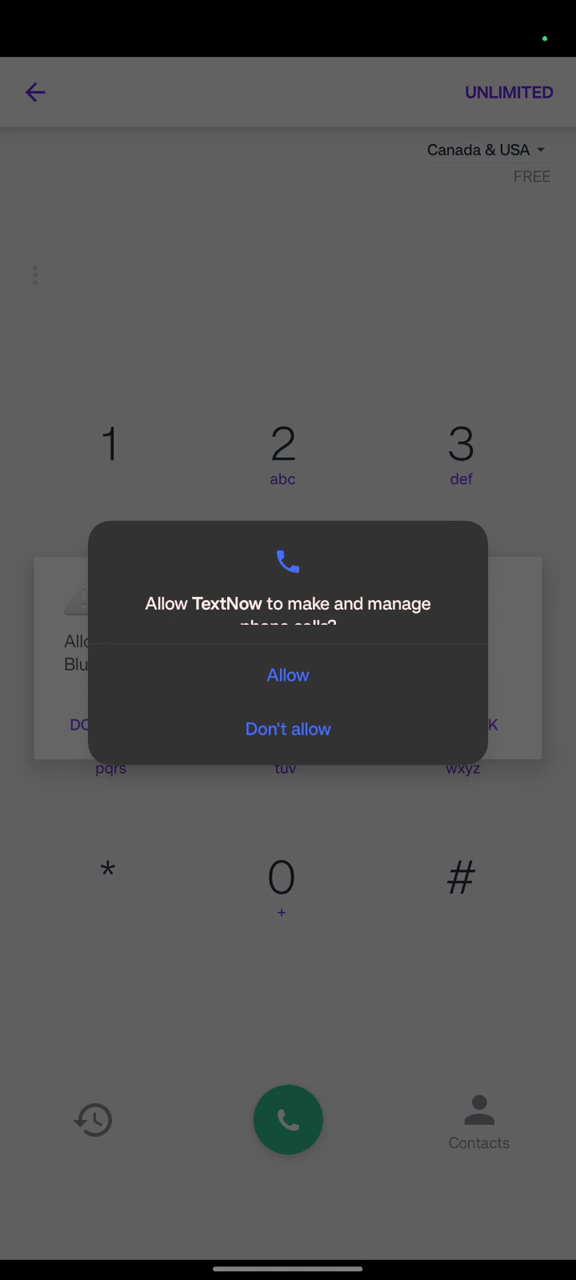 UNLIMITED
Canada & USA
FREE
1
2
3
abc
def
Allow TextNow to make and manage
phone calls?
Allow
Don't allow
pqrs
tuv
wxyz
*
0
#
+
Contacts